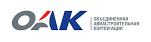 ОАК
ОБЪЕДИНЕННАЯ
АВИАСТРОИТЕЛЬНАЯ
КОРПОРАЦИЯ